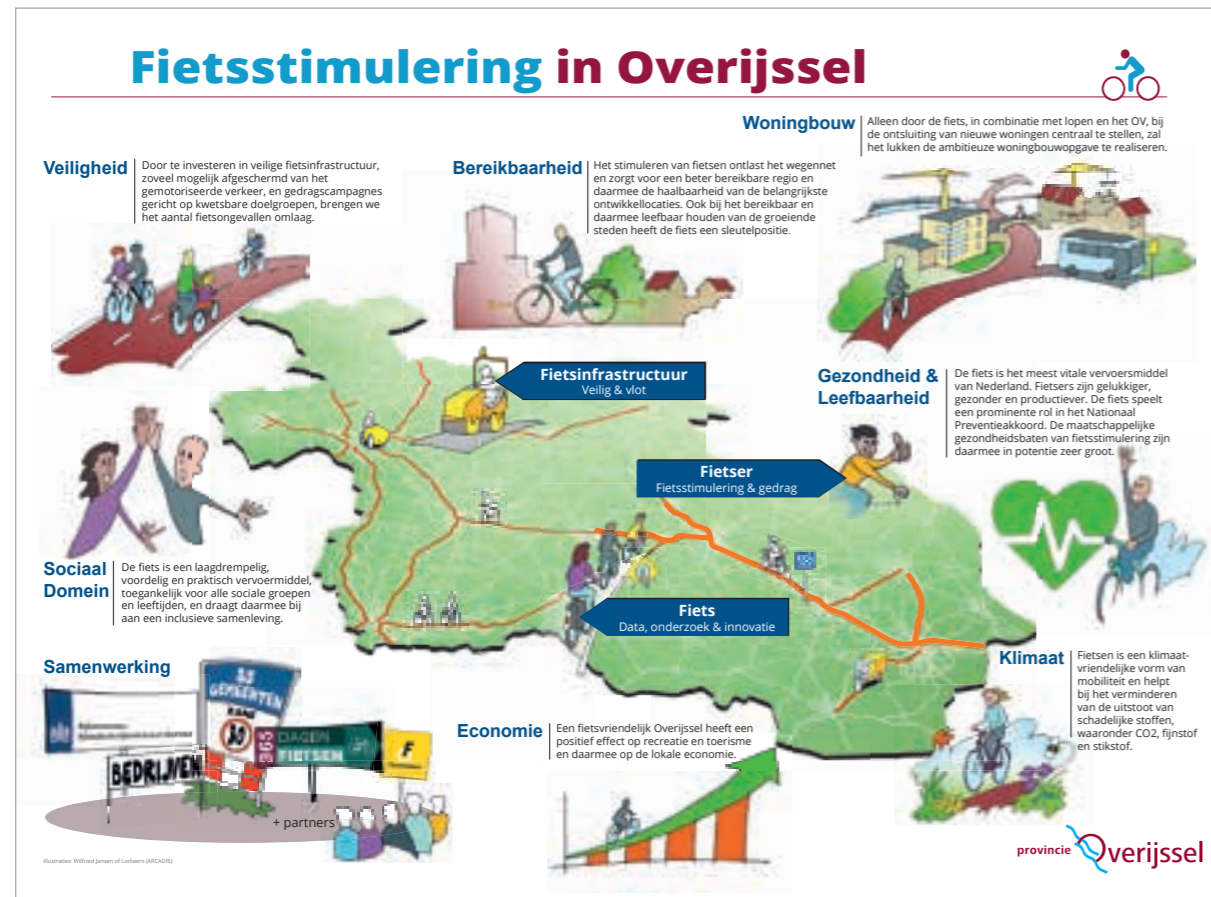 Fietsstimulering in Overijssel
Woningbouw
Alleen door de fiets, in combinatie met lopen en het OV, bij
de ontsluiting van nieuwe woningen centraal te stellen, zal
het lukken de ambitieuze woningbouwopgave te realiseren.
Veiligheid
Door te investeren in veilige fietsinfrastructuur,
zoveel mogelijk afgeschermd van het
gemotoriseerde verkeer, en gedragscampagnes
gericht op kwetsbare doelgroepen, brengen we
het aantal fietsongevallen omlaag.
Bereikbaarheid
Het stimuleren van fietsen ontlast het wegennet
en zorgt voor een beter bereikbare regio en
daarmee de haalbaarheid van de belangrijkste
ontwikkellocaties. Ook bij het bereikbaar en
daarmee leefbaar houden van de groeiende
steden heeft de fiets een sleutelpositie.
Fietsinfrastructuur
Veilig & vlot
Gezondheid &
Leefbaarheid
De fiets is het meest vitale vervoersmiddel
van Nederland. Fietsers zijn gelukkiger,
gezonder en productiever. De fiets speelt
een prominente rol in het Nationaal
Preventieakkoord. De maatschappelijke
gezondheidsbaten van fietsstimulering zijn
daarmee in potentie zeer groot.
Fietser
Fietsstimulering & gedrag
Sociaal
Domein
De fiets is een laagdrempelig,
voordelig en praktisch vervoermiddel,
toegankelijk voor alle sociale groepen
en leeftijden, en draagt daarmee bij
aan een inclusieve samenleving.
Fiets
Data, onderzoek & innovatie
Klimaat
Fietsen is een klimaat-
vriendelijke vorm van
mobiliteit en helpt
bij het verminderen
van de uitstoot van
schadelijke stoffen,
waaronder CO2, fijnstof
en stikstof.
Samenwerking
GEMEENTEN
30
365
DAGEN
FIETSEN
F
BEDRIJVEN
+ partners
Economie
Een fietsvriendelijk Overijssel heeft een
positief effect op recreatie en toerisme
en daarmee op de lokale economie.
Illustraties: Wilfried Jansen of Lorkeers (ARCADIS)
provincie Overijssel